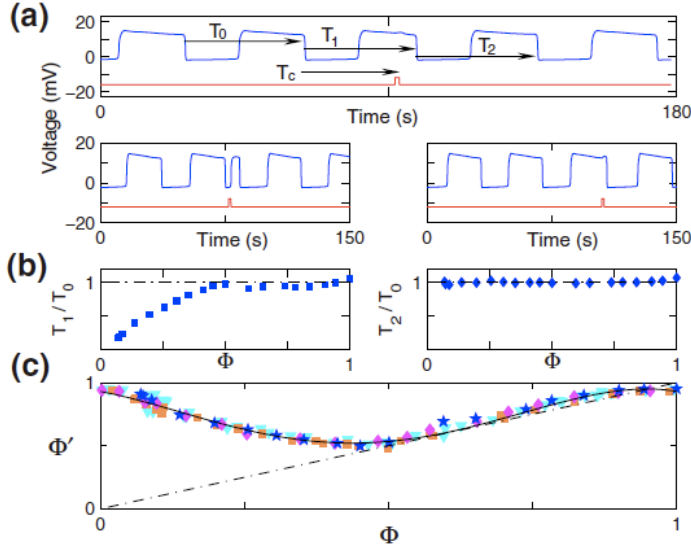 (a)
20
0
−20
Voltage (mV)
T0
T1
T2
Tc
0
Time (s)
180
20
0
−20
0
Time (s)
150
0
Time (s)
150
(b)
1
T1 / T0
0
Φ
1
1
T2 / T0
0
Φ
1
(c)
1
Φ′
0
0
Φ
1